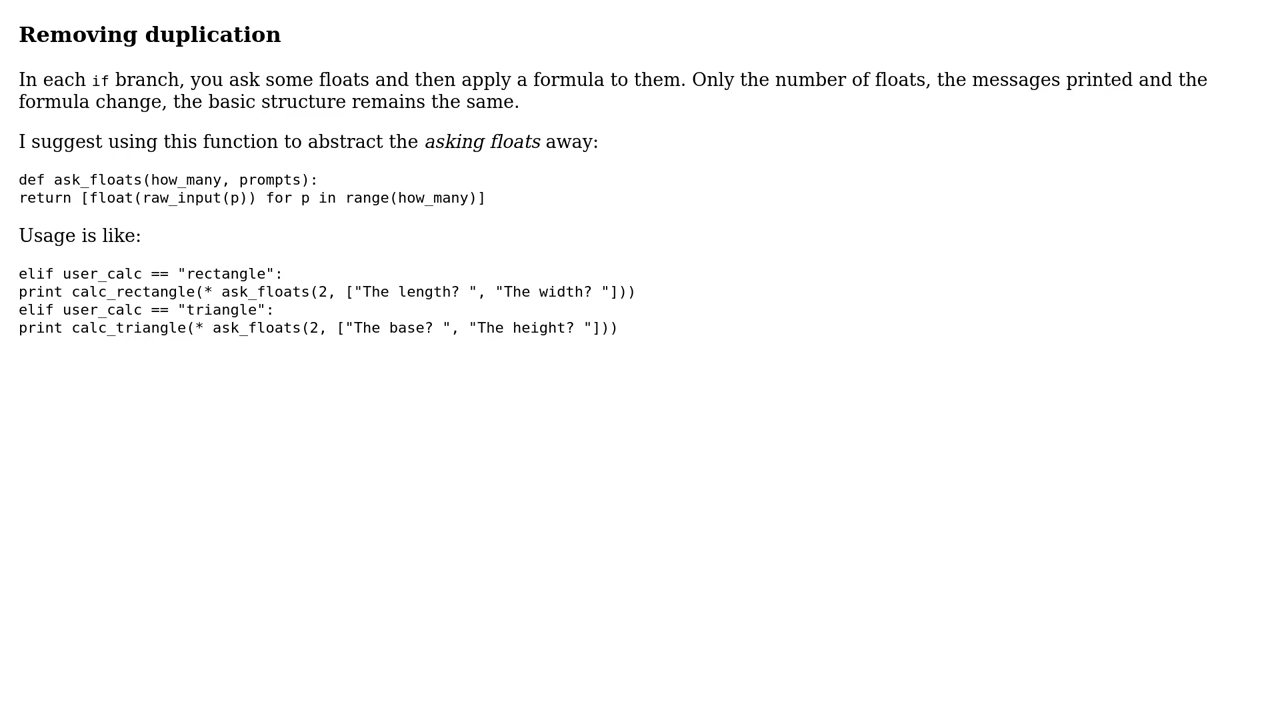 Removing duplication
In each if branch, you ask some floats and then apply a formula to them. Only the number of floats, the messages printed and the
formula change, the basic structure remains the same.
I suggest using this function to abstract the asking floats away:
def ask_floats(how_many, prompts):
return [float(raw_input(p)) for p in range(how_many)]
Usage is like:
elif user_calc == "rectangle":
print calc_rectangle(* ask_floats(2, ["The length? ", "The width? "]))
elif user_calc == "triangle":
print calc_triangle(* ask_floats(2, ["The base? ", "The height? "]))